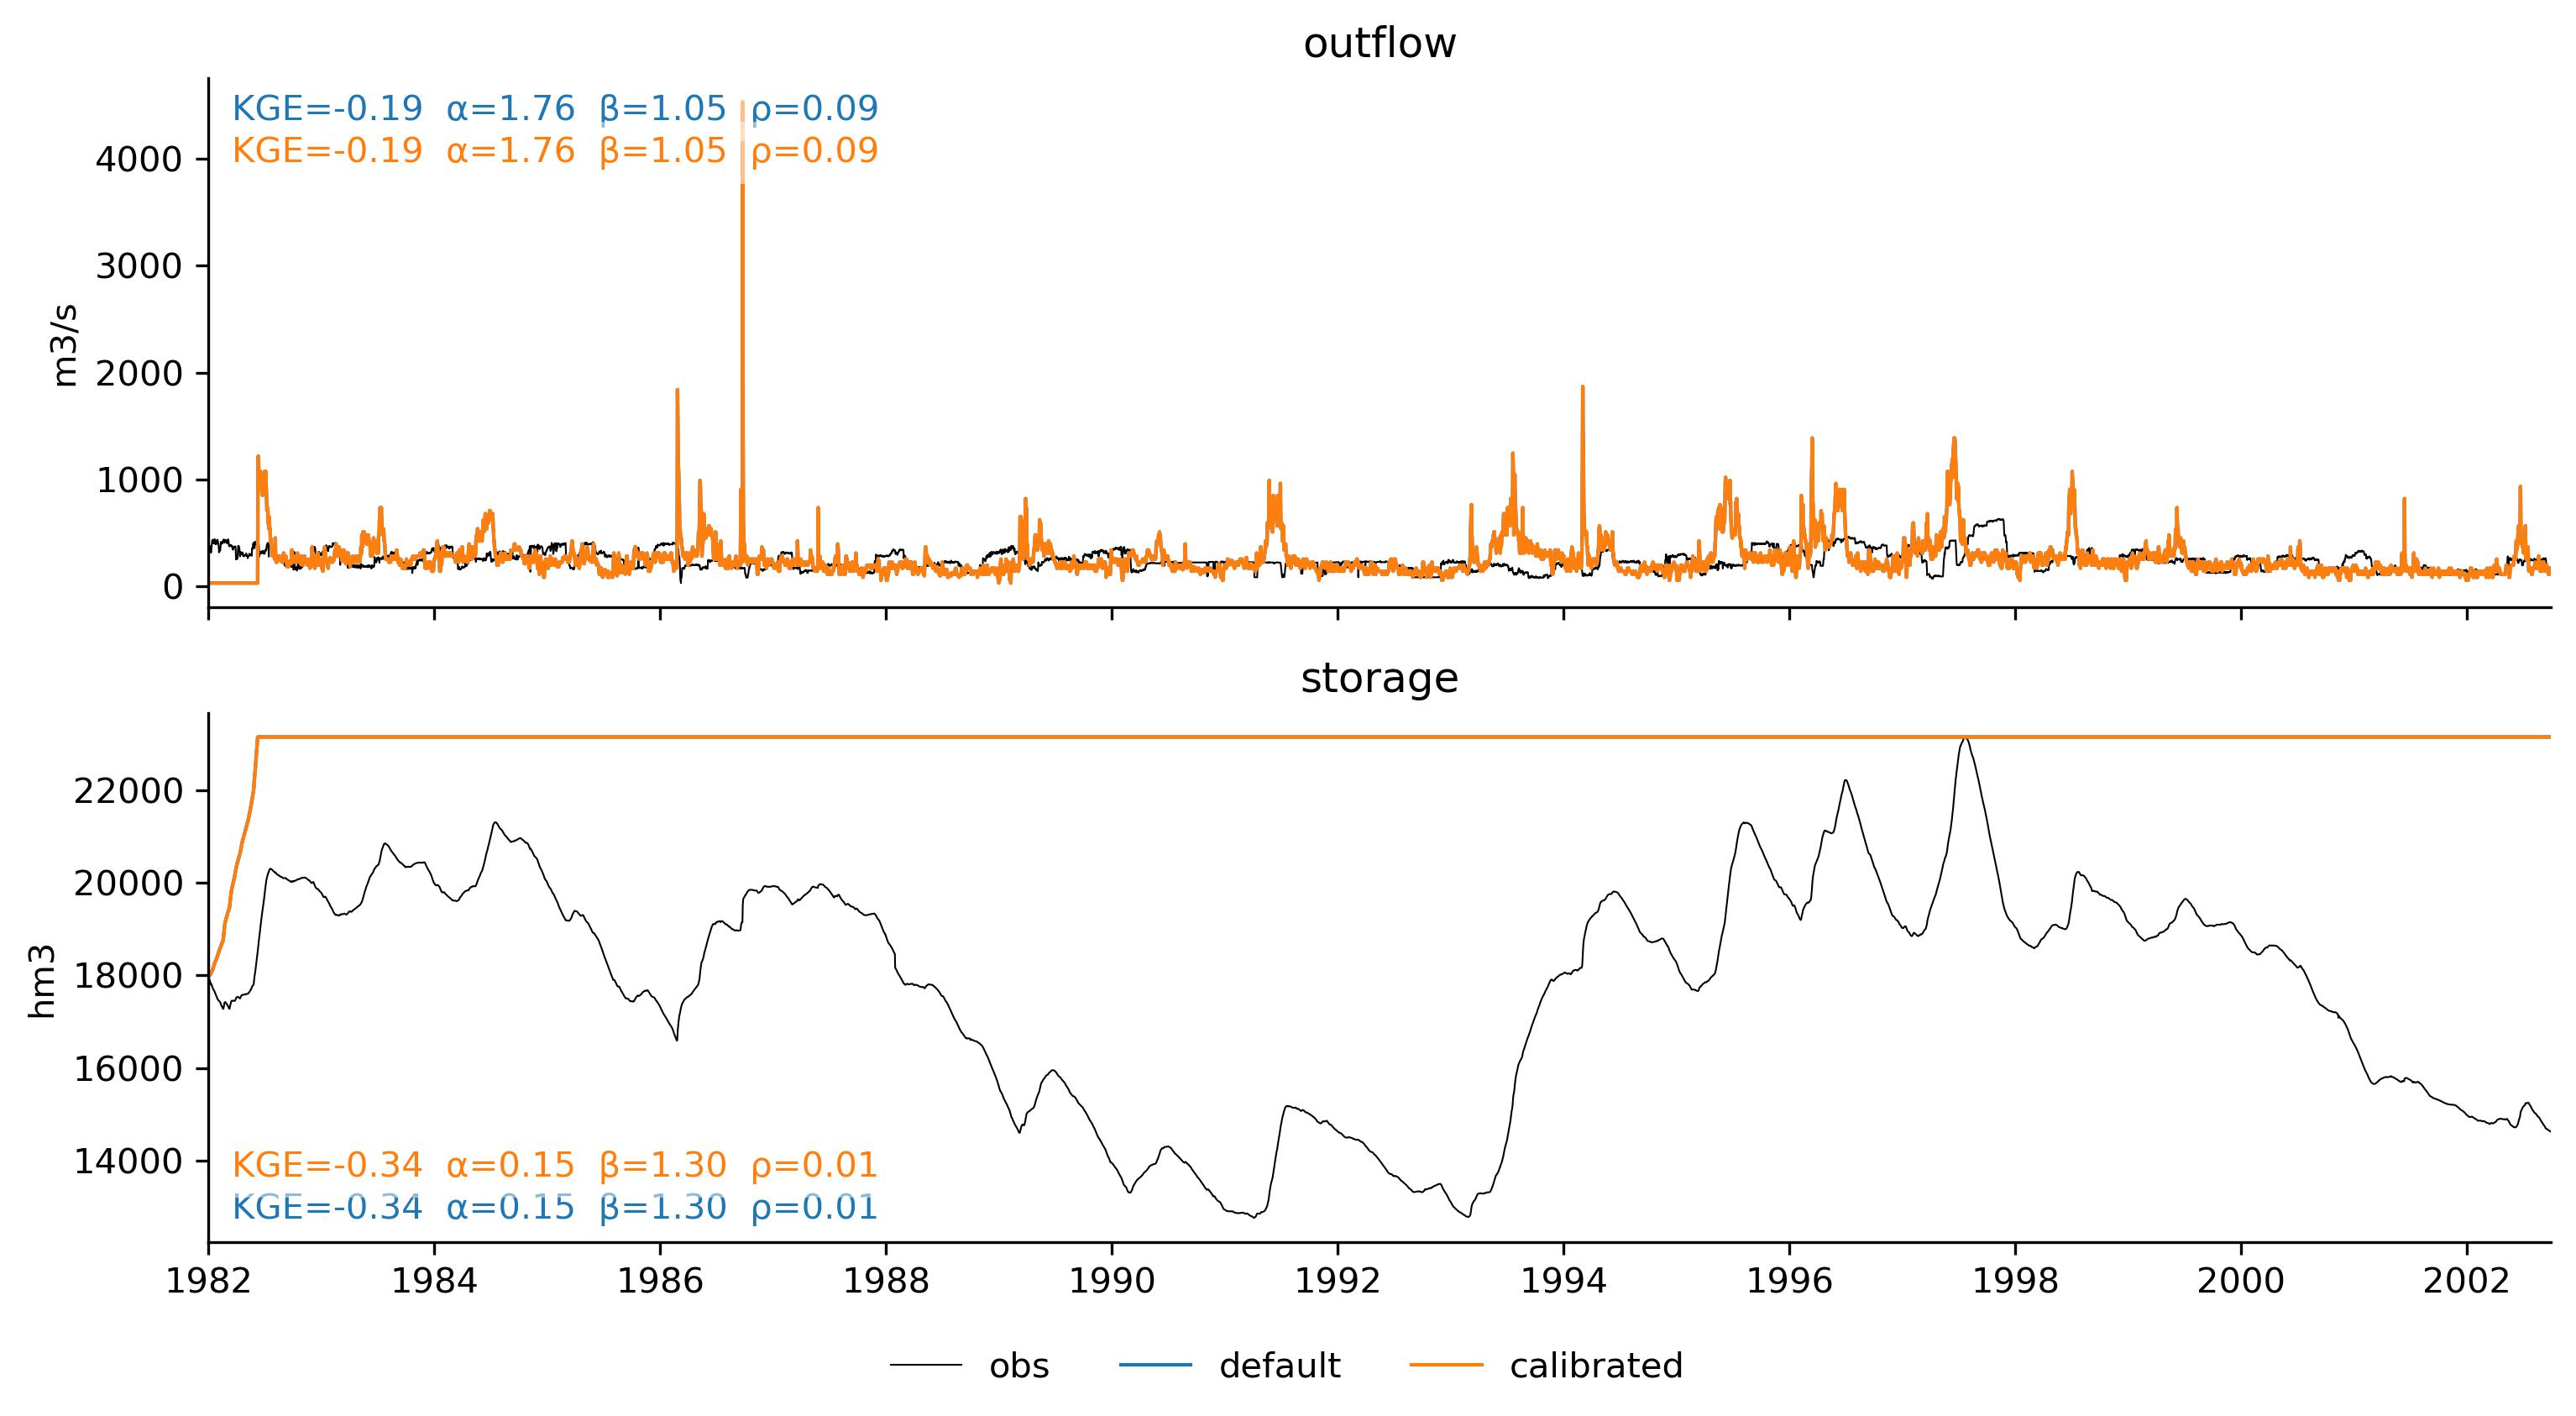 outflow
KGE=-0.19 α=1.76 β=1.05 ρ=0.09
KGE=-0.19 α=1.76 β=1.05 ρ=0.09
4000
3000
2000
1000
0
m3/s
storage
22000
20000
18000
16000
14000
hm3
KGE=-0.34 α=0.15 β=1.30 ρ=0.01
KGE=-0.34 α=0.15 β=1.30 ρ=0.01
1982 1984 1986 1988 1990 1992 1994 1996 1998 2000 2002
obs default calibrated